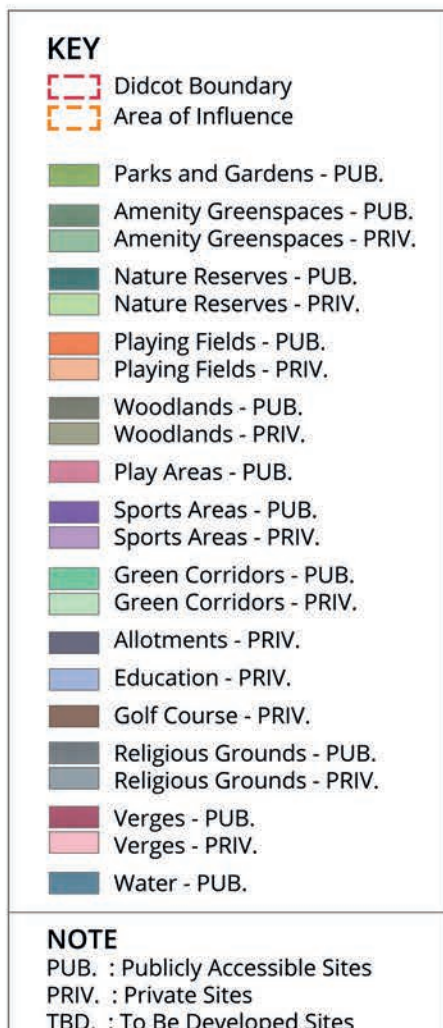 KEY
Didcot Boundary
Area of Influence
Parks and Gardens - PUB.
Amenity Greenspaces - PUB.
Amenity Greenspaces - PRIV.
Nature Reserves - PUB.
Nature Reserves - PRIV.
Playing Fields - PUB.
Playing Fields - PRIV.
Woodlands - PUB.
Woodlands - PRIV.
Play Areas - PUB.
Sports Areas - PUB.
Sports Areas - PRIV.
Green Corridors - PUB.
Green Corridors - PRIV.
Allotments - PRIV.
Education - PRIV.
Golf Course - PRIV.
Religious Grounds - PUB.
Religious Grounds - PRIV.
Verges - PUB.
Verges - PRIV.
Water - PUB.
NOTE
PUB. : Publicly Accessible Sites
PRIV. : Private Sites
TBD. : To Be Developed Sites